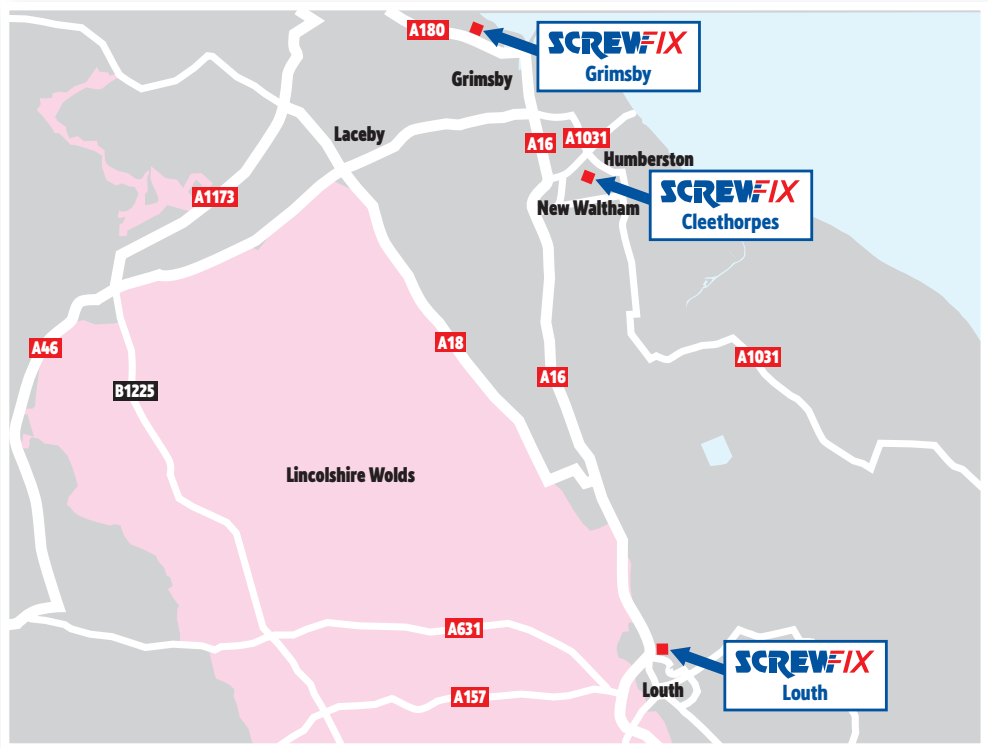 A180
SCREWFIX
Grimsby
Grimsby
Laceby
A16
A1031
Humberston
A1173
SCREWFIX
Cleethorpes
New Waltham
A46
A18
A1031
A16
B1225
Lincolshire Wolds
A631
SCREWFIX
Louth
Louth
A157